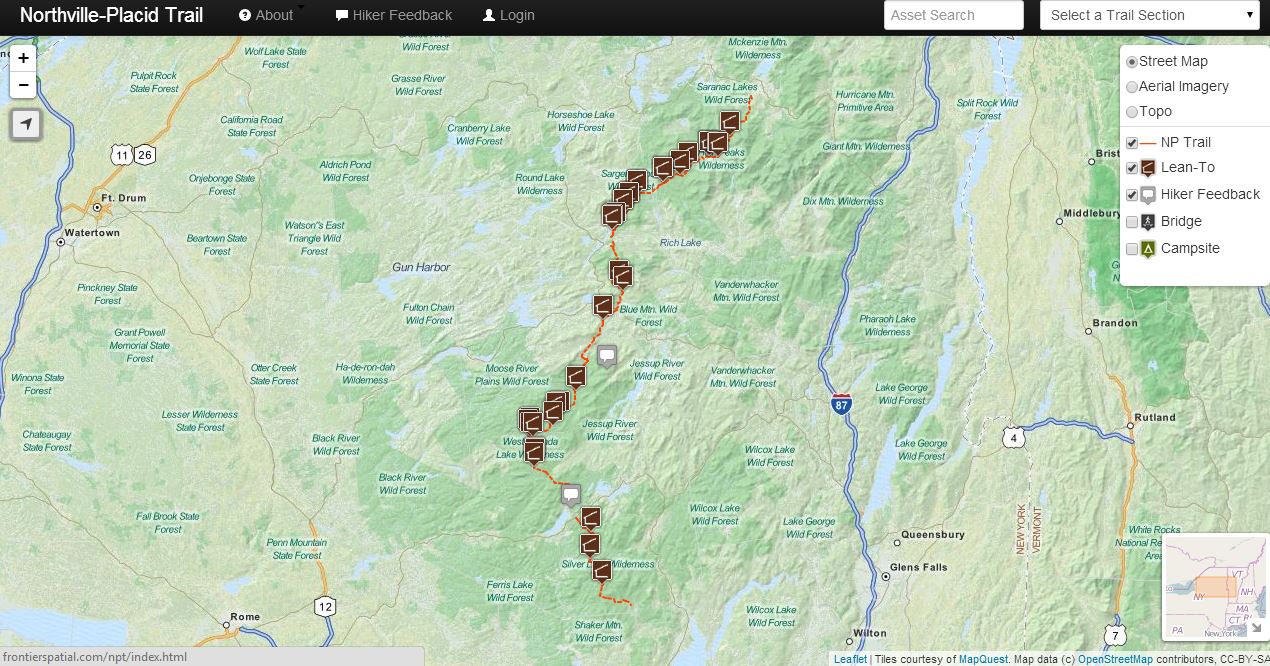 Northville-Placid Trail
About
Hiker Feedback
Login
Asset Search
Select a Trail Section
+
−
Street Map
Aerial Imagery
Topo
NP Trail
Lean-To
Hiker Feedback
Bridge
Campsite
Wolf Lake State
Forest
Pulpit Rock
State Forest
Grasse River
Wild Forest
Mckenzie Mtn.
Wilderness
Saranac Lakes
Wild Forest
Hurricane Mtn.
Primitive Area
Split Rock Wild
Forest
California Road
State Forest
Cranberry Lake
Wild Forest
Horseshoe Lake
Wild Forest
Giant Mtn. Wilderness
Wilderness
11
26
Aldrich Pond
Wild Forest
Onjebonge State
Forest
Round Lake
Wilderness
Dix Mtn. Wilderness
Ft. Drum
Watertown
Middlebury
Beartown State
Forest
Watson"s East
Triangle Wild
Forest
Rich Lake
Gun Harbor
Pinckney State
Forest
Fulton Chain
Wild Forest
Vanderwhacker
Mtn. Wild Forest
Blue Mtn. Wild
Forest
Pharaoh Lake
Wilderness
Brandon
Grant Powell
Memorial State
Forest
Winona State
Forest
Otter Creek
State Forest
Ha-de-ron-dah
Wilderness
Moose River
Plains Wild Forest
Jessup River
Wild Forest
Vanderwhacker
Mtn. Wild Forest
Lake George
Wild Forest
87
Rutland
4
Lesser Wilderness
State Forest
Chateaugay
State Forest
Black River
Wild Forest
Jessup River
Wild Forest
Lake George
Wild Forest
Wilcox Lake
Wild Forest
Black River
Wild Forest
Wilcox Lake
Wild Forest
Lake George
Wild Forest
NEW YORK
VERMONT
Fall Brook State
Forest
Penn Mountain
State Forest
Queensbury
White Rocks
Glens Falls
Ferris Lake
Wild Forest
12
Rome
Shaker Mtn.
Wild Forest
Wilcox Lake
Wild Forest
Wilton
7
VT
NH
NY
MA
CT
PA
New York
frontierspatial.com/npt/index.html
Leaflet | Tiles courtesy of MapQuest. Map data (c) OpenStreetMap contributors, CC-BY-SA